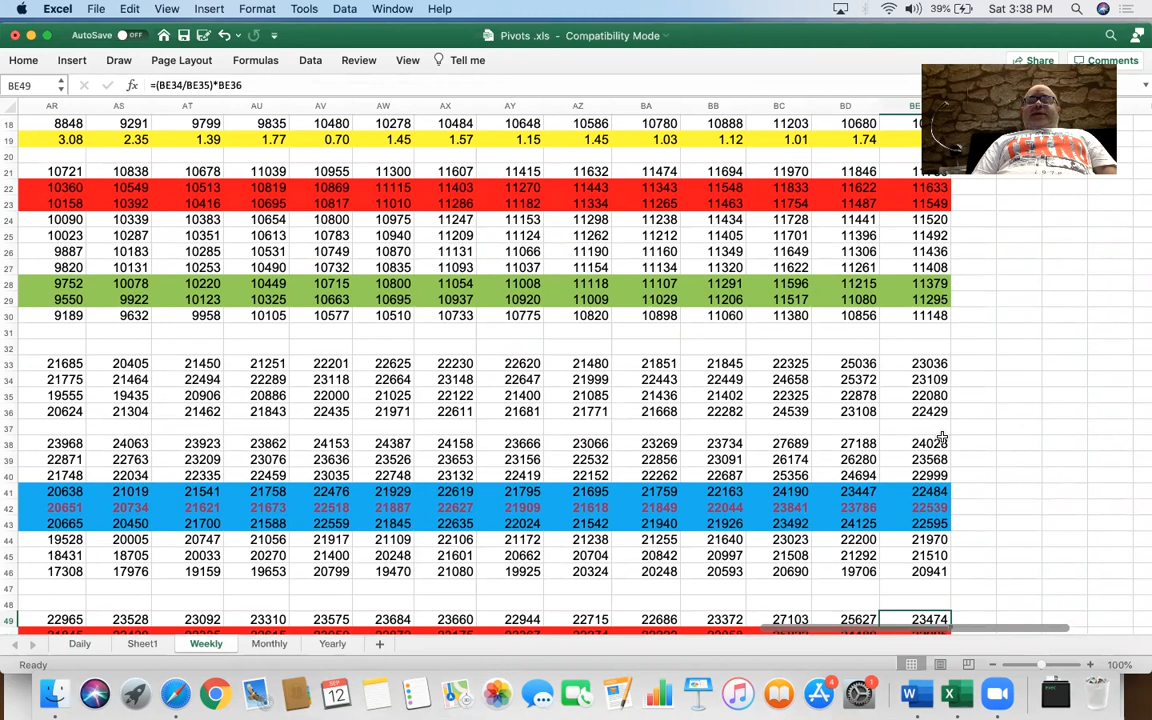 Excel File Edit View Insert Format Tools Data Window Help 39% Sat 3:38 PM
AutoSave OFF Pivots .xls - Compatibility Mode
Home Insert Draw Page Layout Formulas Data Review View Tell me Share Comments
BE49 fx =(BE34/BE35)*BE36
AR AS AT AU AV AW AX AY AZ BA BB BC BD BE
18 8848 9291 9799 9835 10480 10278 10484 10648 10586 10780 10888 11203 10680
19 3.08 2.35 1.39 1.77 0.70 1.45 1.57 1.15 1.45 1.03 1.12 1.01 1.74
20
21 10721 10838 10678 11039 10955 11300 11607 11415 11632 11474 11694 11970 11846
22 10360 10549 10513 10819 10869 11115 11403 11270 11443 11343 11548 11833 11622 11633
23 10158 10392 10416 10695 10817 11010 11286 11182 11334 11265 11463 11754 11487 11549
24 10090 10339 10383 10654 10800 10975 11247 11153 11298 11238 11434 11728 11441 11520
25 10023 10287 10351 10613 10783 10940 11209 11124 11262 11212 11405 11701 11396 11492
26 9887 10183 10285 10531 10749 10870 11131 11066 11190 11160 11349 11649 11306 11436
27 9820 10131 10253 10490 10732 10835 11093 11037 11154 11134 11320 11622 11261 11408
28 9752 10078 10220 10449 10715 10800 11054 11008 11118 11107 11291 11596 11215 11379
29 9550 9922 10123 10325 10663 10695 10937 10920 11009 11029 11206 11517 11080 11295
30 9189 9632 9958 10105 10577 10510 10733 10775 10820 10898 11060 11380 10856 11148
31
32
33 21685 20405 21450 21251 22201 22625 22230 22620 21480 21851 21845 22325 25036 23036
34 21775 21464 22494 22289 23118 22664 23148 22647 21999 22443 22449 24658 25372 23109
35 19555 19435 20906 20829 22000 21025 22122 21400 21085 21436 21402 22325 22878 22080
36 20624 21304 21462 21843 22435 21971 22611 21681 21771 21668 22282 24539 23108 22429
37
38 23968 24063 23923 23862 24153 24387 24158 23666 23066 23269 23734 27689 27188
39 22871 22763 23209 23076 23636 23526 23653 23156 22532 22856 23091 26174 26280 23568
40 21748 22034 22335 22459 23035 22748 23132 22419 22152 22262 22687 25356 24694 22999
41 20638 21019 21541 21758 22476 21929 22619 21795 21695 21759 22163 24190 23447 22484
42 20651 20734 21621 21673 22518 21887 22627 21909 21618 21849 22044 23841 23786 22539
43 20665 20450 21700 21588 22559 21845 22635 22024 21542 21940 21926 23492 24125 22595
44 19528 20005 20747 21056 21917 21109 22106 21172 21238 21255 21640 23023 22200 21970
45 18431 18705 20033 20270 21400 20248 21601 20662 20704 20842 20997 21508 21292 21510
46 17308 17976 19159 19653 20799 19470 21080 19925 20324 20248 20593 20690 19706 20941
47
48
49 22965 23528 23092 23310 23575 23684 23660 22944 22715 22686 23372 27103 25627 23474
Daily Sheet1 Weekly Monthly Yearly
Ready 100%